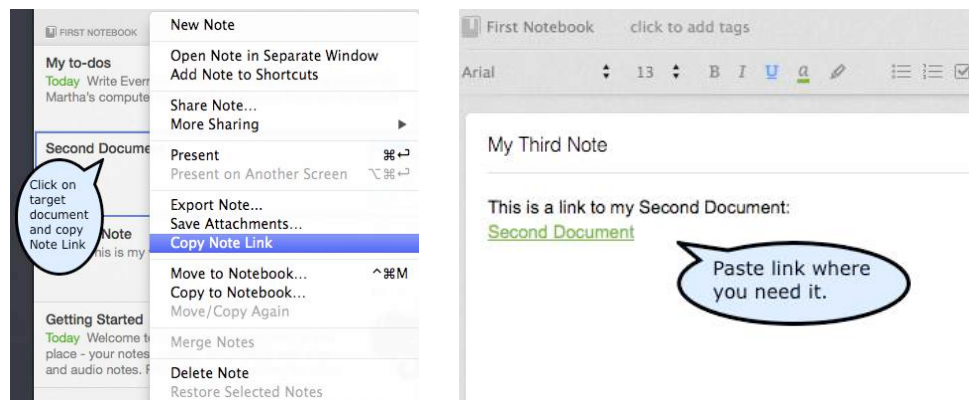 FIRST NOTEBOOK
My to-dos
Today Write Evern
Martha's compute
Second Docume
Click on
target
document
and copy
Note Link
Note
his is my
Getting Started
Today Welcome to
place - your notes
and audio notes. F
New Note
Open Note in Separate Window
Add Note to Shortcuts
Share Note...
More Sharing ▶
Present ⌘↩
Present on Another Screen ⌥⌘↩
Export Note...
Save Attachments...
Copy Note Link
Move to Notebook... ^⌘M
Copy to Notebook...
Move/Copy Again
Merge Notes
Delete Note
Restore Selected Notes
First Notebook click to add tags
Arial 13 B I U a
My Third Note
This is a link to my Second Document:
Second Document
Paste link where
you need it.